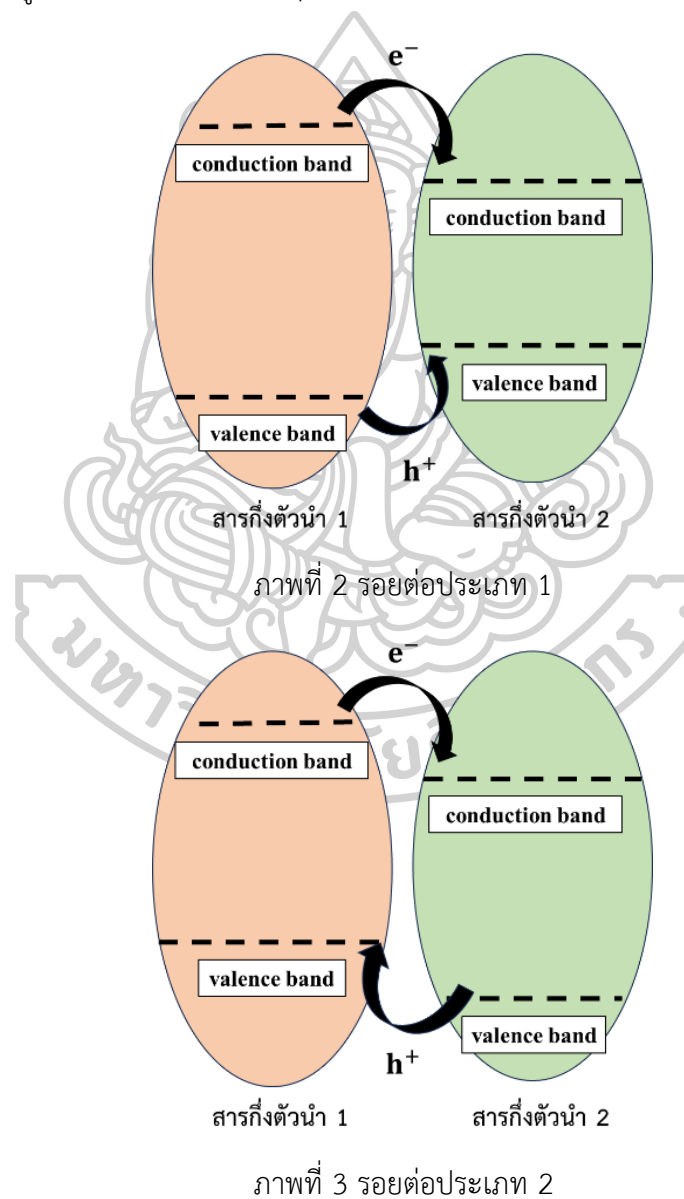 e⁻
conduction band
conduction band
valence band
valence band
h⁺
สารกึ่งตัวนำ 1 สารกึ่งตัวนำ 2
ภาพที่ 2 รอยต่อประเภท 1
e⁻
conduction band
conduction band
valence band
valence band
h⁺
สารกึ่งตัวนำ 1 สารกึ่งตัวนำ 2
ภาพที่ 3 รอยต่อประเภท 2